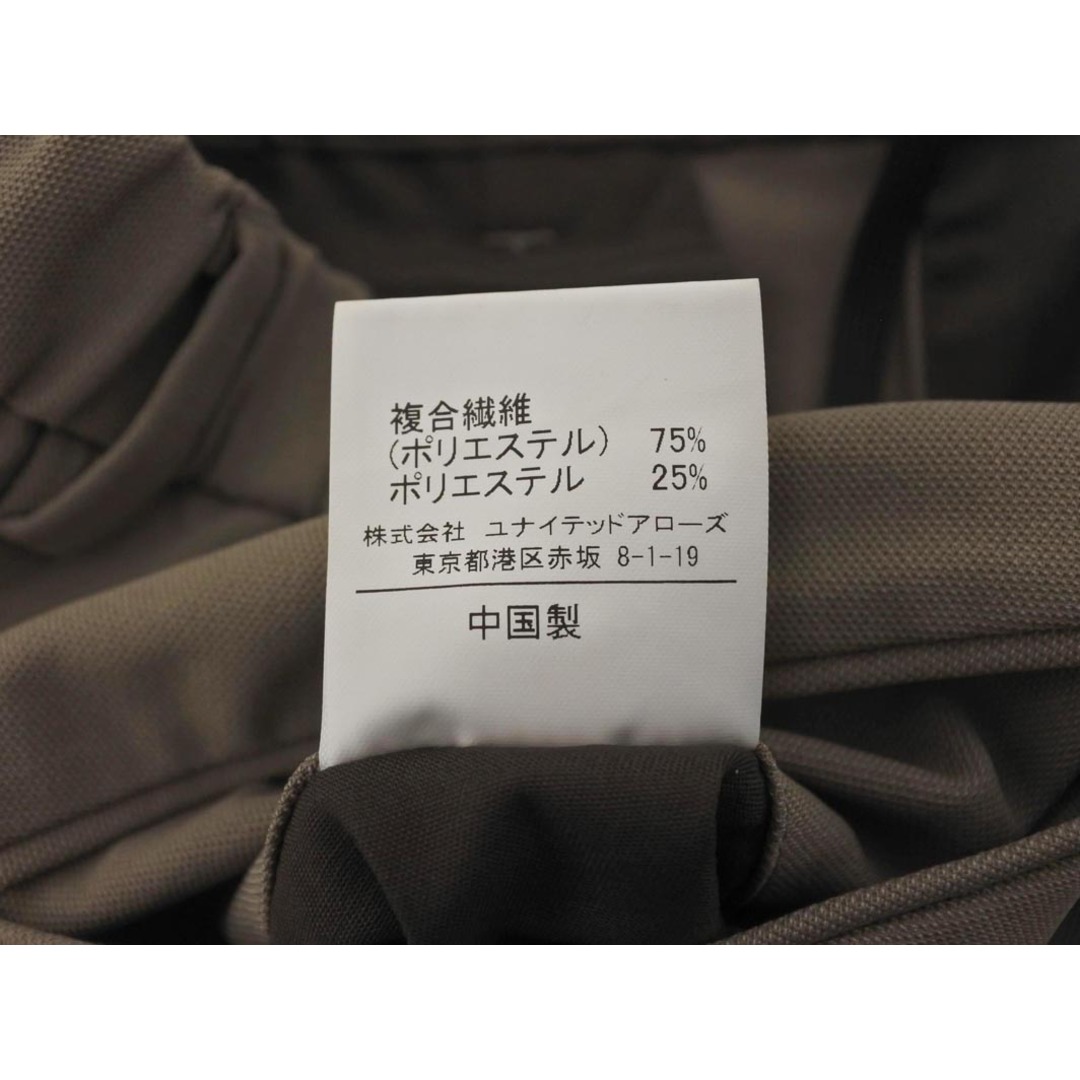 複合繊維
(ポリエステル) 75%
ポリエステル 25%
株式会社 ユナイテッドアローズ
東京都港区赤坂 8-1-19
中国製